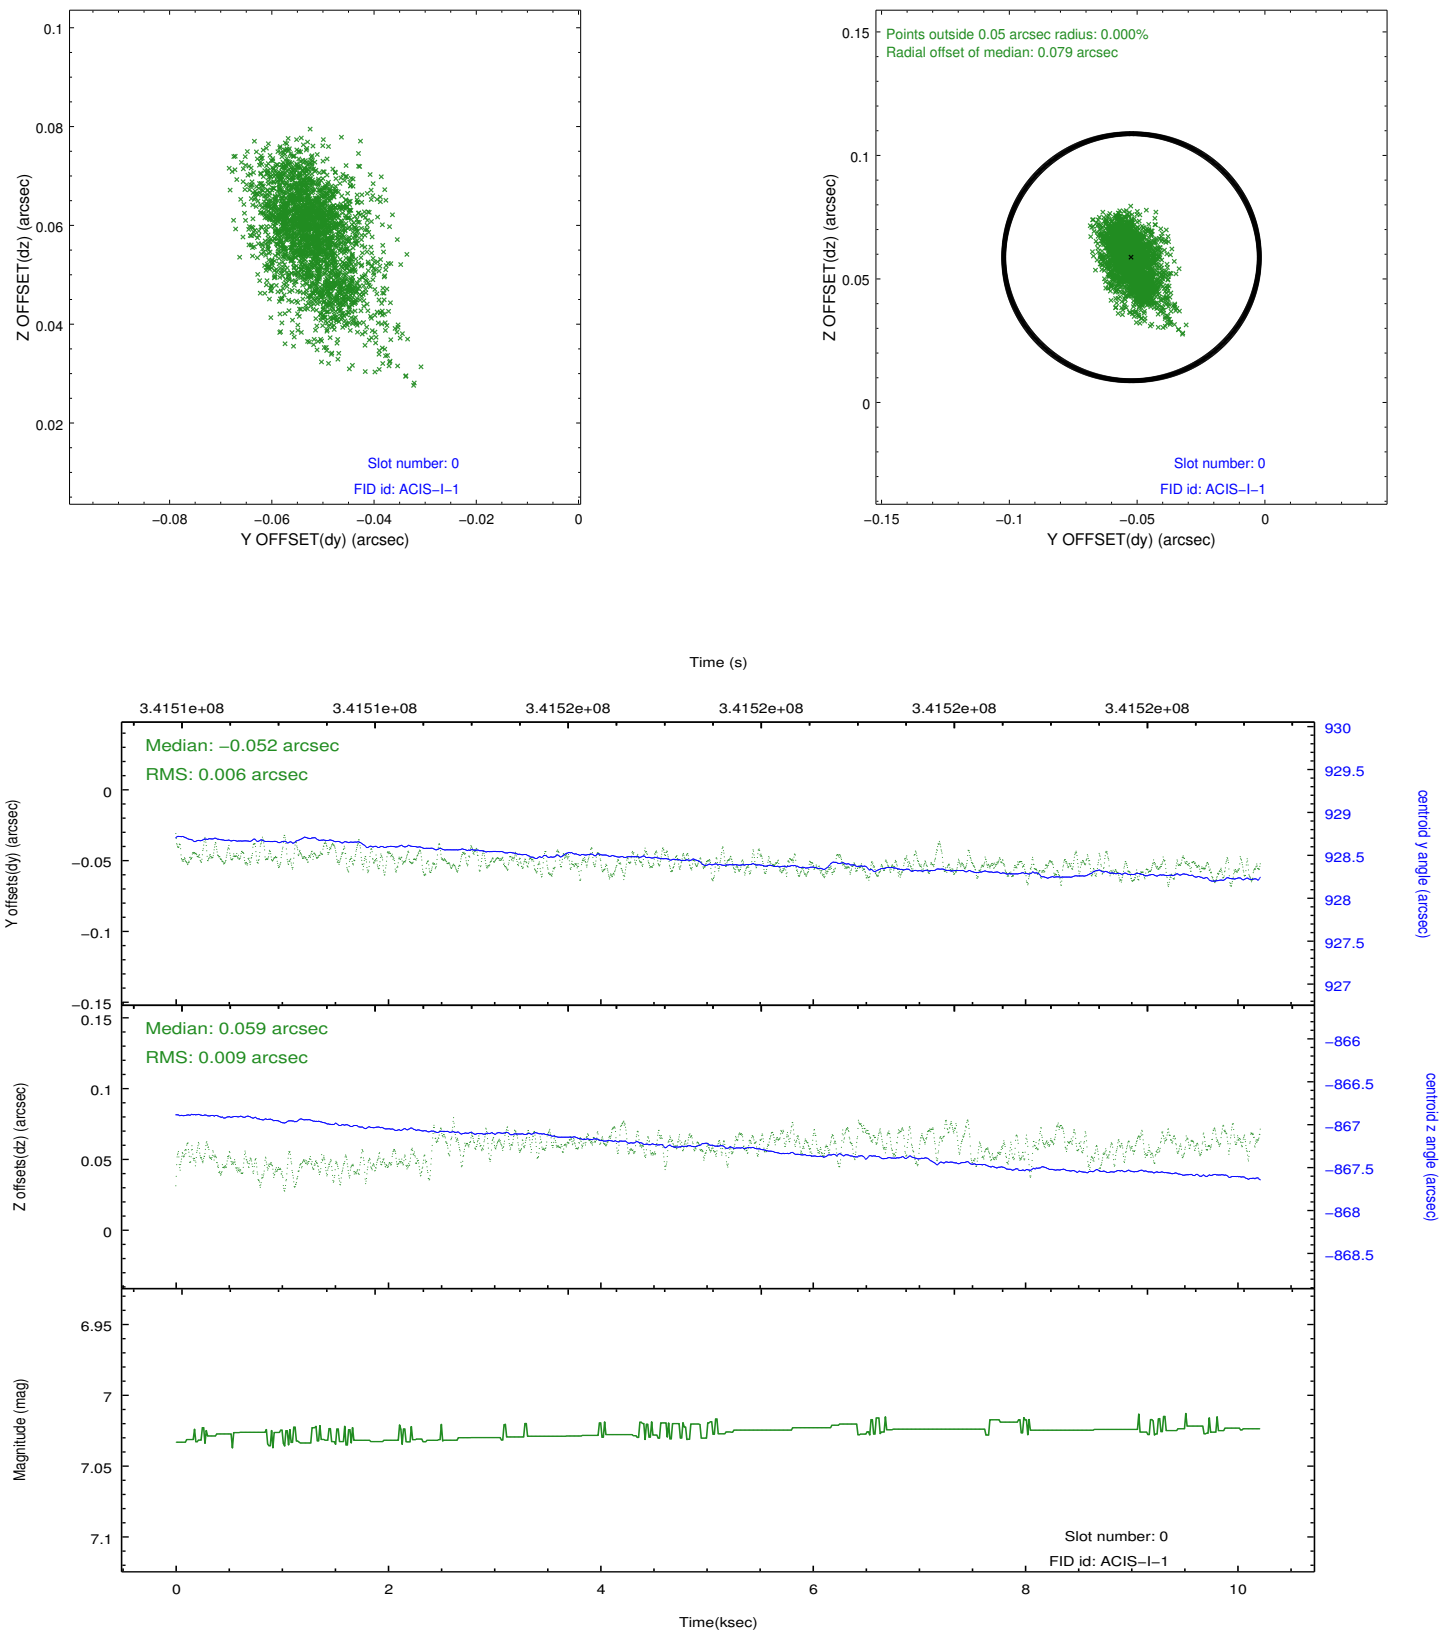 0.1
0.08
0.06
0.04
0.02
Z OFFSET(dz) (arcsec)
Slot number: 0
FID id: ACIS−I−1
−0.08 −0.06 −0.04 −0.02 0
Y OFFSET(dy) (arcsec)
Points outside 0.05 arcsec radius: 0.000%
Radial offset of median: 0.079 arcsec
0.15
0.1
0.05
0
Z OFFSET(dz) (arcsec)
Slot number: 0
FID id: ACIS−I−1
−0.15 −0.1 −0.05 0
Y OFFSET(dy) (arcsec)
Time (s)
3.4151e+08 3.4151e+08 3.4152e+08 3.4152e+08 3.4152e+08 3.4152e+08
Median: −0.052 arcsec
RMS: 0.006 arcsec
0
−0.05
−0.1
−0.15
Y offsets(dy) (arcsec)
930
929.5
929
928.5
928
927.5
927
centroid y angle (arcsec)
Median: 0.059 arcsec
RMS: 0.009 arcsec
0.15
0.1
0.05
0
Z offsets(dz) (arcsec)
−866
−866.5
−867
−867.5
−868
−868.5
centroid z angle (arcsec)
6.95
7
7.05
7.1
Magnitude (mag)
Slot number: 0
FID id: ACIS−I−1
0 2 4 6 8 10
Time(ksec)